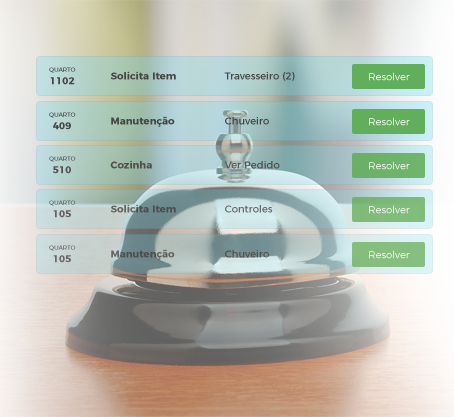 QUARTO
1102
Solicita Item
Travesseiro (2)
Resolver
QUARTO
409
Manutenção
Chuveiro
Resolver
QUARTO
510
Cozinha
Ver Pedido
Resolver
QUARTO
105
Solicita Item
Controles
Resolver
QUARTO
105
Manutenção
Chuveiro
Resolver